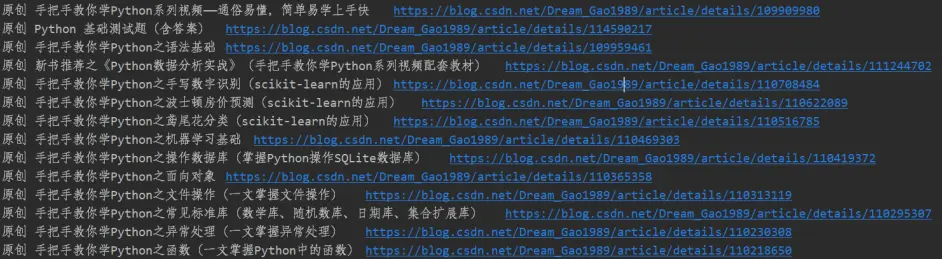 原创 手把手教你学Python系列视频——通俗易懂，简单易学上手快 https://blog.csdn.net/Dream_Gao1989/article/details/109909980
原创 Python 基础测试题（含答案） https://blog.csdn.net/Dream_Gao1989/article/details/114590217
原创 手把手教你学Python之语法基础 https://blog.csdn.net/Dream_Gao1989/article/details/109959461
原创 新书推荐之《Python数据分析实战》（手把手教你学Python系列视频配套教材） https://blog.csdn.net/Dream_Gao1989/article/details/111244702
原创 手把手教你学Python之手写数字识别（scikit-learn的应用） https://blog.csdn.net/Dream_Gao1989/article/details/110708484
原创 手把手教你学Python之波士顿房价预测（scikit-learn的应用） https://blog.csdn.net/Dream_Gao1989/article/details/110622089
原创 手把手教你学Python之鸢尾花分类（scikit-learn的应用） https://blog.csdn.net/Dream_Gao1989/article/details/110516785
原创 手把手教你学Python之机器学习基础 https://blog.csdn.net/Dream_Gao1989/article/details/110469303
原创 手把手教你学Python之操作数据库（掌握Python操作SQLite数据库） https://blog.csdn.net/Dream_Gao1989/article/details/110419372
原创 手把手教你学Python之面向对象 https://blog.csdn.net/Dream_Gao1989/article/details/110365358
原创 手把手教你学Python之文件操作（一文掌握文件操作） https://blog.csdn.net/Dream_Gao1989/article/details/110313119
原创 手把手教你学Python之常见标准库（数学库、随机数库、日期库、集合扩展库） https://blog.csdn.net/Dream_Gao1989/article/details/110295307
原创 手把手教你学Python之异常处理（一文掌握异常处理） https://blog.csdn.net/Dream_Gao1989/article/details/110230308
原创 手把手教你学Python之函数（一文掌握Python中的函数） https://blog.csdn.net/Dream_Gao1989/article/details/110218650